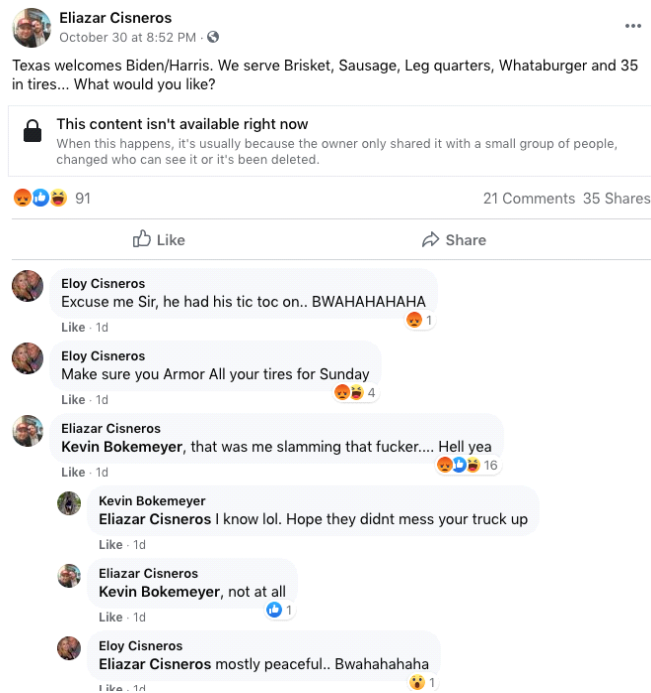 Eliazar Cisneros
October 30 at 8:52 PM ·
Texas welcomes Biden/Harris. We serve Brisket, Sausage, Leg quarters, Whataburger and 35
in tires... What would you like?
This content isn't available right now
When this happens, it's usually because the owner only shared it with a small group of people,
changed who can see it or it's been deleted.
91
21 Comments 35 Shares
Like
Share
Eloy Cisneros
Excuse me Sir, he had his tic toc on.. BWAHAHAHAHA
1
Like · 1d
Eloy Cisneros
Make sure you Armor All your tires for Sunday
4
Like · 1d
Eliazar Cisneros
Kevin Bokemeyer, that was me slamming that fucker.... Hell yea
16
Like · 1d
Kevin Bokemeyer
Eliazar Cisneros I know lol. Hope they didnt mess your truck up
Like · 1d
Eliazar Cisneros
Kevin Bokemeyer, not at all
1
Like · 1d
Eloy Cisneros
Eliazar Cisneros mostly peaceful.. Bwahahahaha
1
Like · 1d